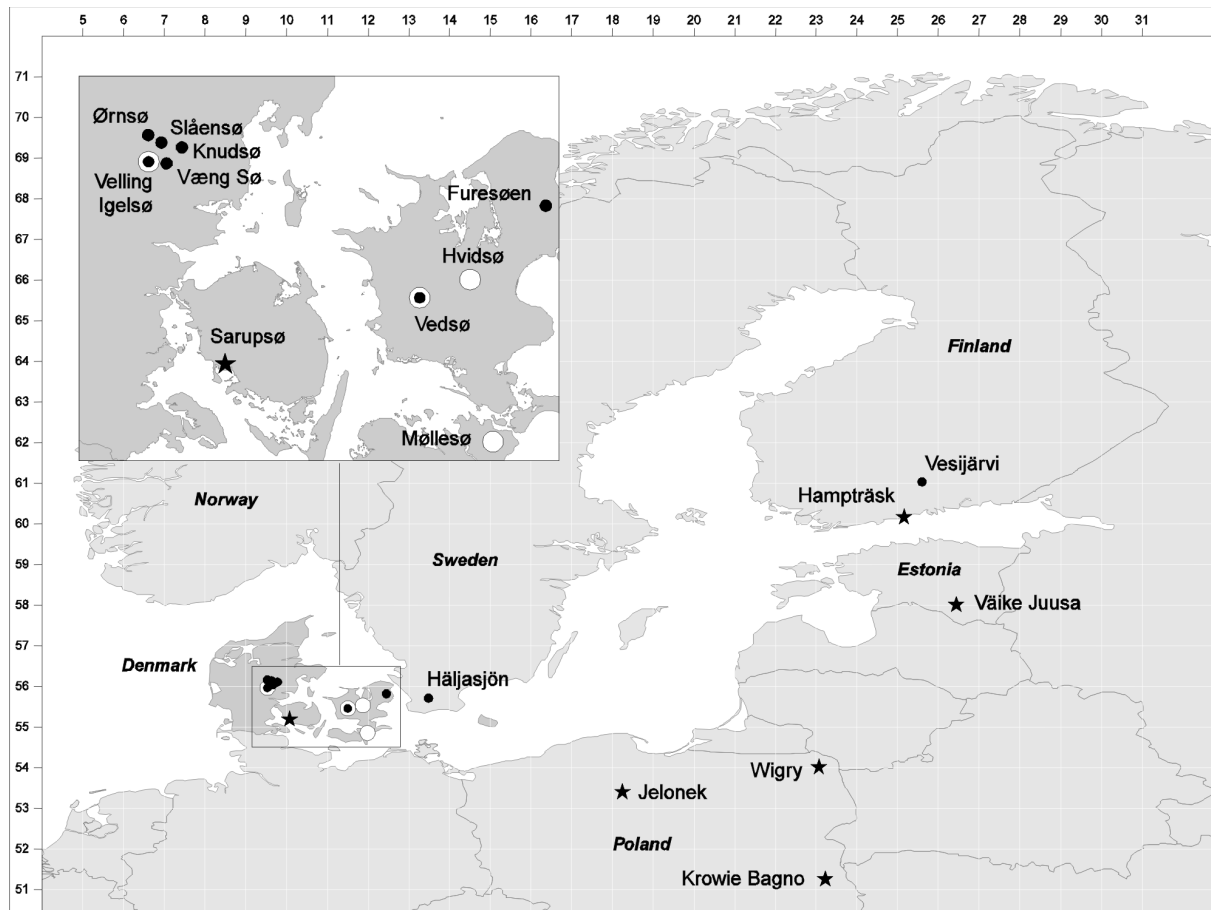 5 6 7 8 9 10 11 12 13 14 15 16 17 18 19 20 21 22 23 24 25 26 27 28 29 30 31
71
70
69
68
67
66
65
64
63
62
61
60
59
58
57
56
55
54
53
52
51
Ørnsø
Slåensø
Knudsø
Væng Sø
Velling
Igelsø
Furesøen
Hvidsø
Vedsø
Sarupsø
Møllesø
Finland
Vesijärvi
Hampträsk
Norway
Sweden
Estonia
Väike Juusa
Denmark
Häljasjön
Wigry
Jelonek
Poland
Krowie Bagno